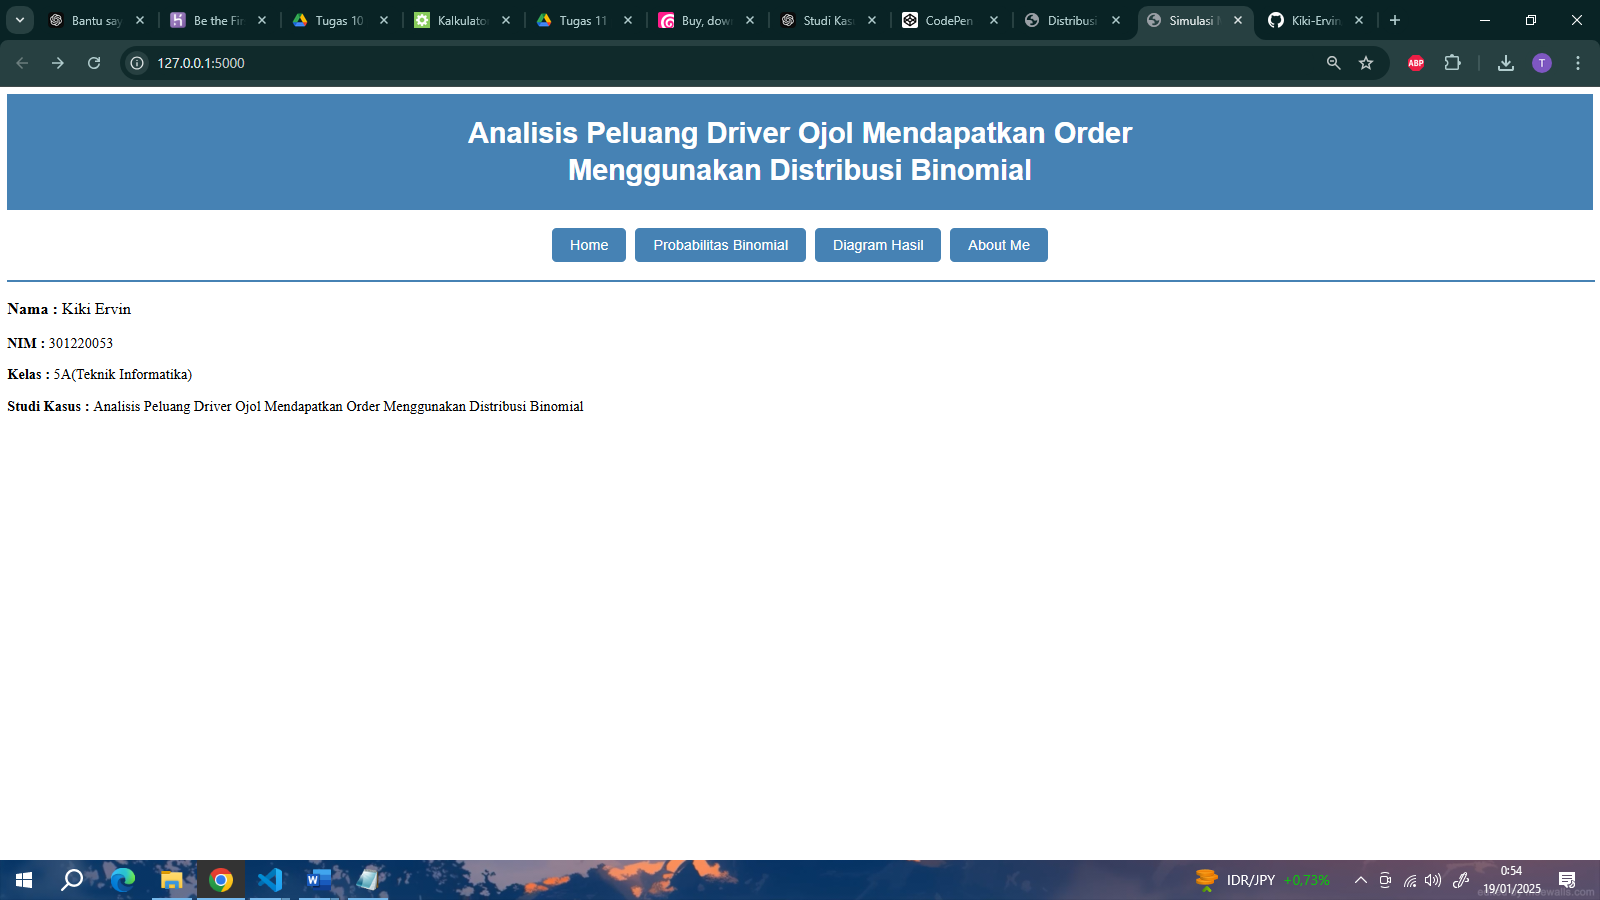 Bantu say
Be the Fir
Tugas 10
Kalkulato
Tugas 11
Buy, dow
Studi Kas
CodePen
Distribusi
Simulasi
Kiki-Ervin
127.0.0.1:5000
ABP
T
Analisis Peluang Driver Ojol Mendapatkan Order
Menggunakan Distribusi Binomial
Home Probabilitas Binomial Diagram Hasil About Me
Nama : Kiki Ervin
NIM : 301220053
Kelas : 5A(Teknik Informatika)
Studi Kasus : Analisis Peluang Driver Ojol Mendapatkan Order Menggunakan Distribusi Binomial
IDR/JPY +0,73%
0:54
19/01/2025